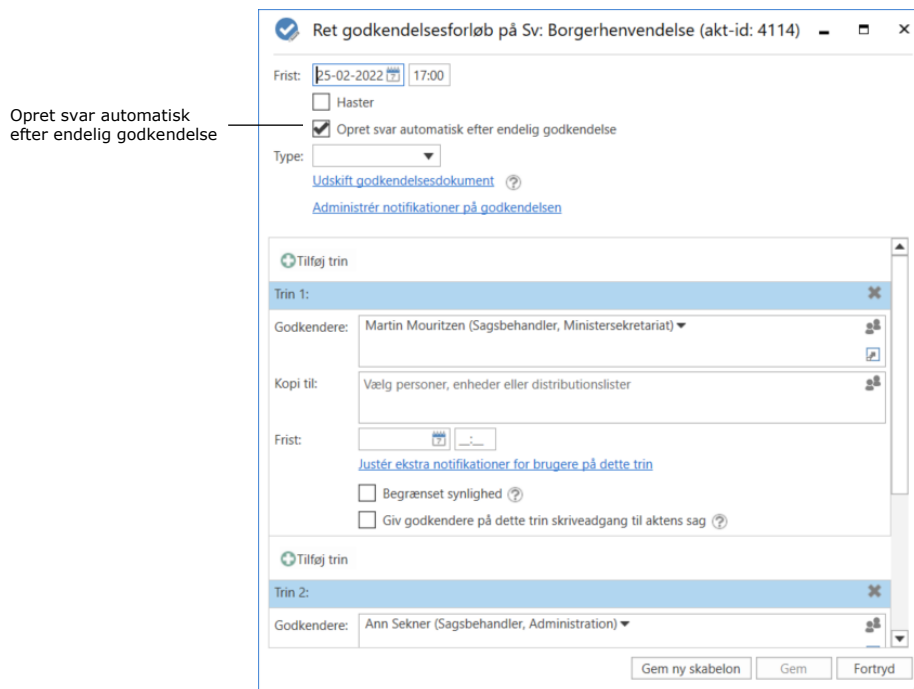 Ret godkendelsesforløb på Sv: Borgerhenvendelse (akt-id: 4114)
Frist: 25-02-2022 17:00
Haster
Opret svar automatisk
efter endelig godkendelse
Opret svar automatisk efter endelig godkendelse
Type:
Udskift godkendelsesdokument ?
Administrér notifikationer på godkendelsen
Tilføj trin
Trin 1:
Godkendere: Martin Mouritzen (Sagsbehandler, Ministersekretariat)
Kopi til: Vælg personer, enheder eller distributionslister
Frist: __:__
Justér ekstra notifikationer for brugere på dette trin
Begrænset synlighed ?
Giv godkendere på dette trin skriveadgang til aktens sag ?
Tilføj trin
Trin 2:
Godkendere: Ann Sekner (Sagsbehandler, Administration)
Gem ny skabelon Gem Fortryd